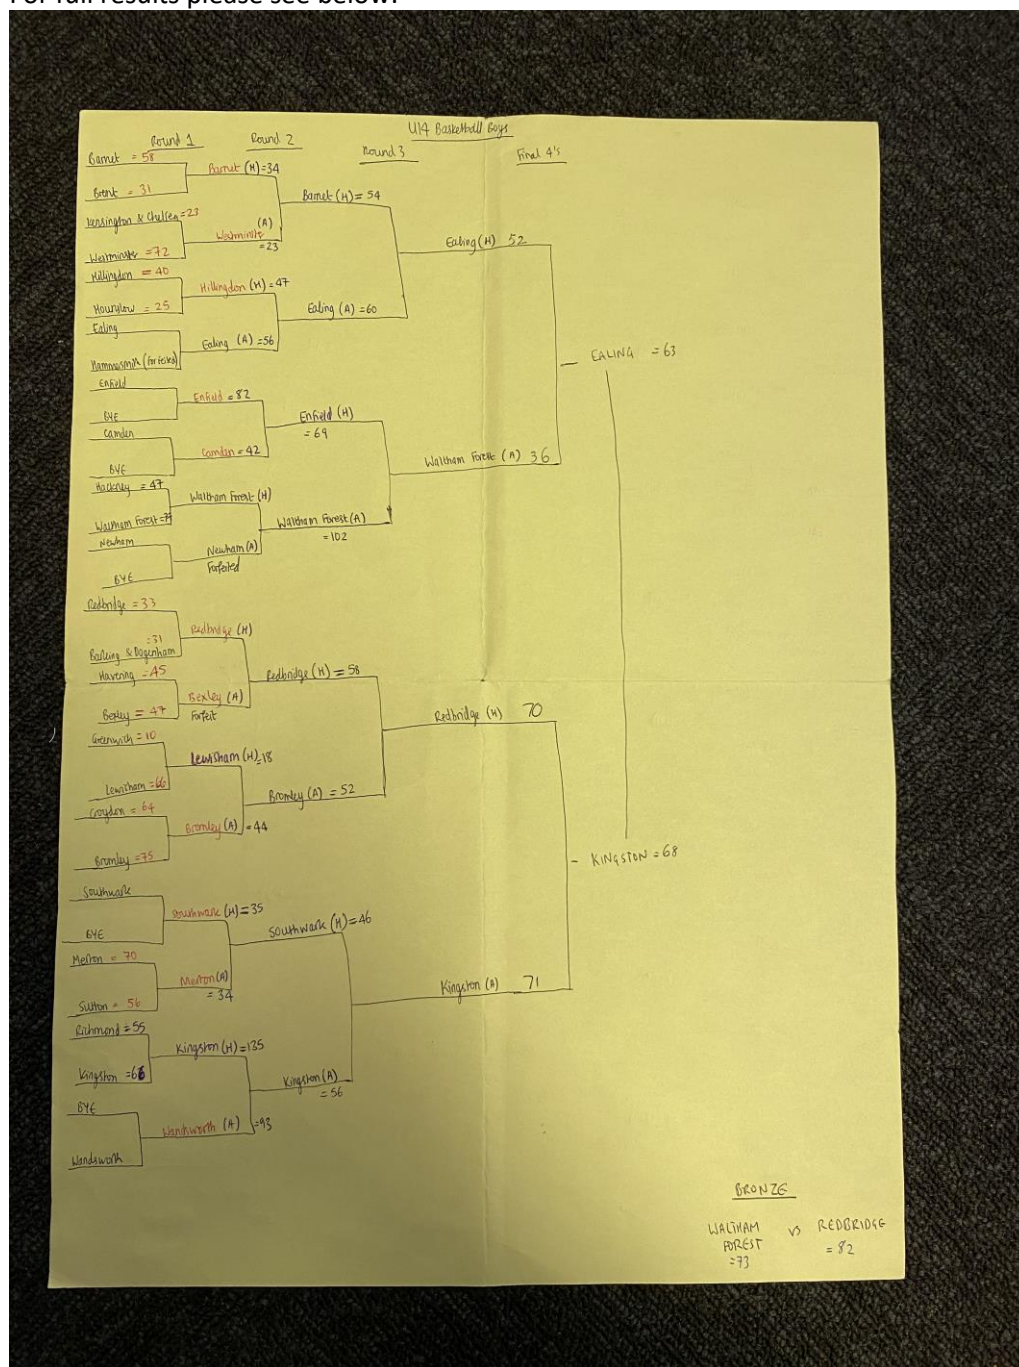 For full results please see below.
U14 Basketball Boys
Round 1
Round 2
Round 3
Final 4's
Barnet = 58
Brent = 31
Kensington & Chelsea = 23
Westminster = 72
Hillingdon = 40
Hounslow = 25
Ealing
Hammersmith (forfeited)
Enfield
BYE
Camden
BYE
Hackney = 47
Waltham Forest =
Newham
BYE
Redbridge = 33
= 31
Barking & Dagenham
Havering = 45
Bexley = 47
Greenwich = 10
Lewisham = 66
Croydon = 64
Bromley = 75
Southwark
BYE
Merton = 70
Sutton = 56
Richmond = 55
Kingston =
BYE
Wandsworth
Barnet (H) = 34
(A)
Westminster
= 23
Hillingdon (H) = 47
Ealing (A) = 56
Enfield = 82
Camden = 42
Waltham Forest (H)
Newham (A)
Forfeited
Redbridge (H)
Bexley (A)
Forfeit
Lewisham (H) = 18
Bromley (A) = 44
Southwark (H) = 35
Merton (A)
= 34
Kingston (H) = 135
Wandsworth (A) = 93
Barnet (H) = 54
Ealing (A) = 60
Enfield (H)
= 69
Waltham Forest (A)
= 102
Redbridge (H) = 58
Bromley (A) = 52
Southwark (H) = 46
Kingston (A)
= 56
Ealing (H) 52
Waltham Forest (A) 36
Redbridge (H) 70
Kingston (A) 71
EALING = 63
KINGSTON = 68
BRONZE
WALTHAM FOREST = 73
vs
REDBRIDGE = 82